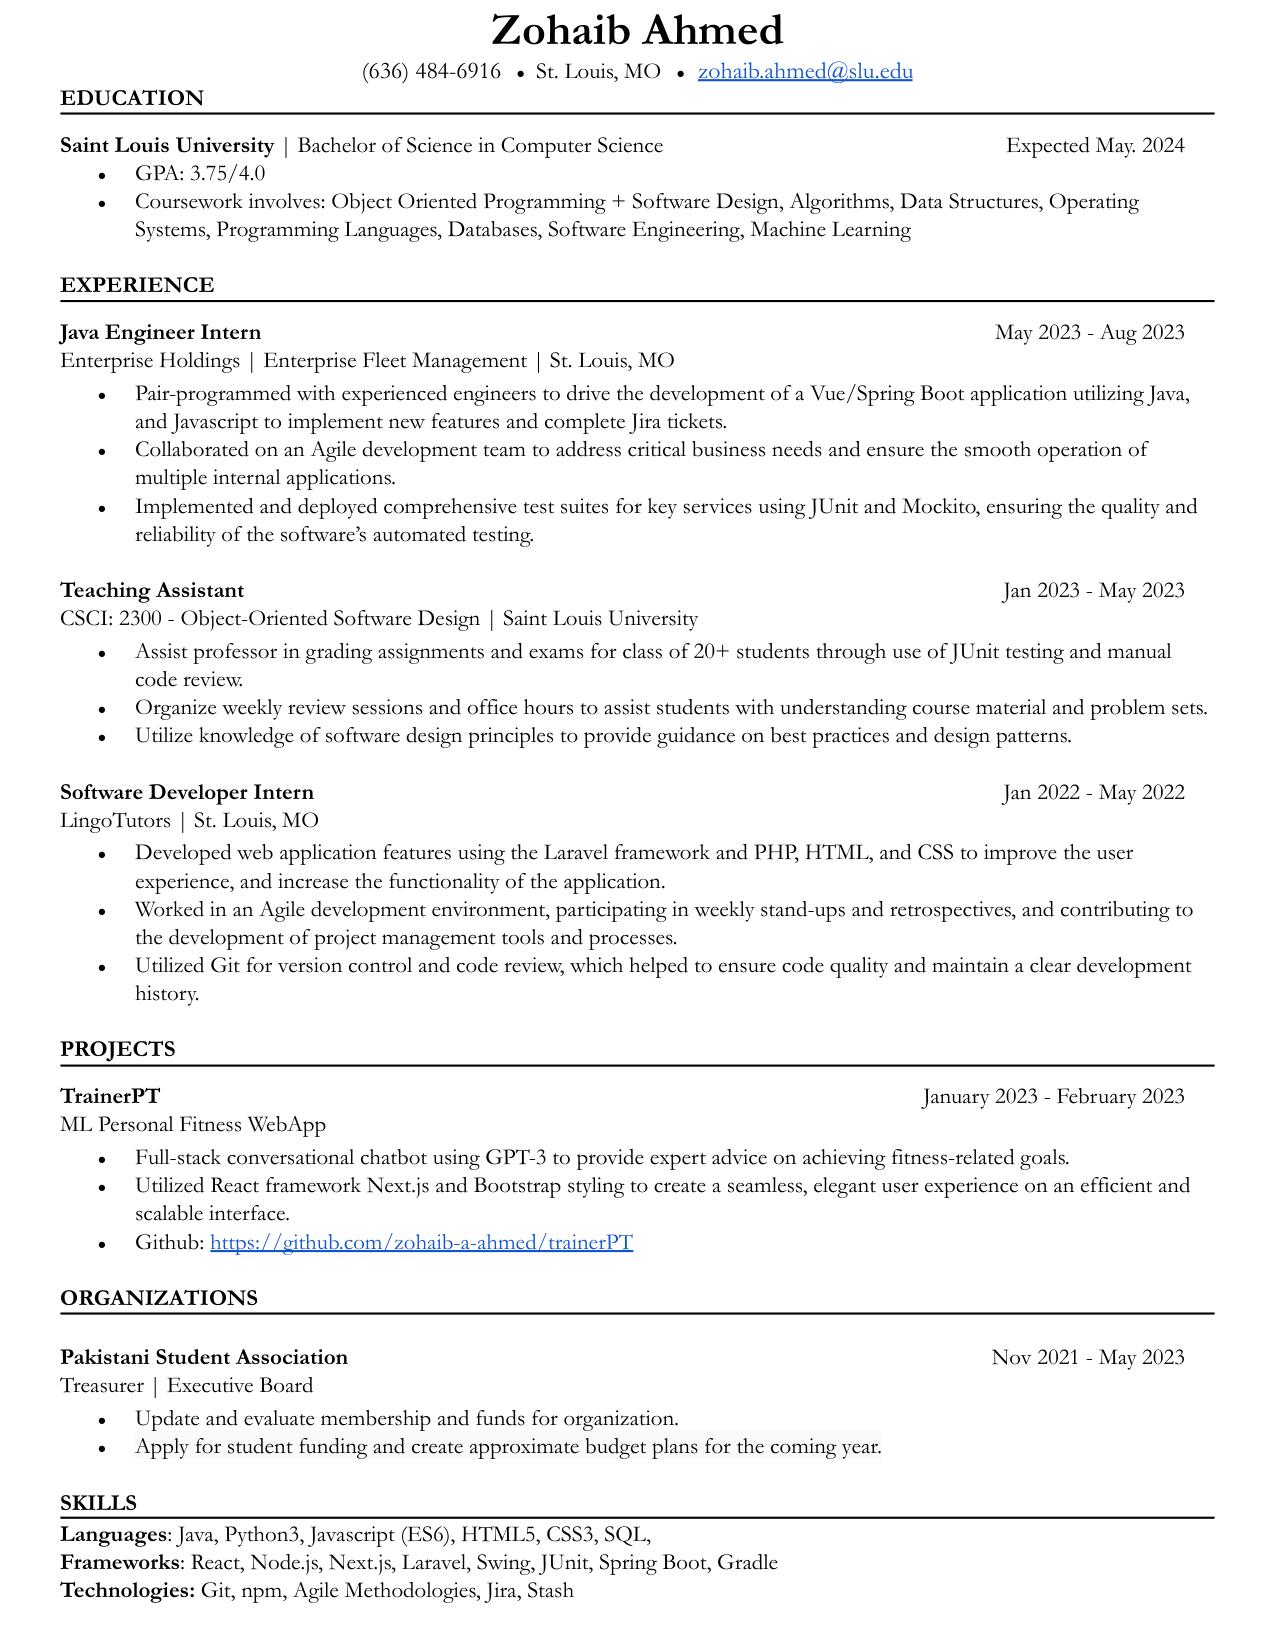 Zohaib Ahmed
(636) 484-6916 ● St. Louis, MO ● zohaib.ahmed@slu.edu
EDUCATION
Saint Louis University | Bachelor of Science in Computer Science Expected May. 2024
● GPA: 3.75/4.0
● Coursework involves: Object Oriented Programming + Software Design, Algorithms, Data Structures, Operating
Systems, Programming Languages, Databases, Software Engineering, Machine Learning
EXPERIENCE
Java Engineer Intern May 2023 - Aug 2023
Enterprise Holdings | Enterprise Fleet Management | St. Louis, MO
● Pair-programmed with experienced engineers to drive the development of a Vue/Spring Boot application utilizing Java,
and Javascript to implement new features and complete Jira tickets.
● Collaborated on an Agile development team to address critical business needs and ensure the smooth operation of
multiple internal applications.
● Implemented and deployed comprehensive test suites for key services using JUnit and Mockito, ensuring the quality and
reliability of the software’s automated testing.
Teaching Assistant Jan 2023 - May 2023
CSCI: 2300 - Object-Oriented Software Design | Saint Louis University
● Assist professor in grading assignments and exams for class of 20+ students through use of JUnit testing and manual
code review.
● Organize weekly review sessions and office hours to assist students with understanding course material and problem sets.
● Utilize knowledge of software design principles to provide guidance on best practices and design patterns.
Software Developer Intern Jan 2022 - May 2022
LingoTutors | St. Louis, MO
● Developed web application features using the Laravel framework and PHP, HTML, and CSS to improve the user
experience, and increase the functionality of the application.
● Worked in an Agile development environment, participating in weekly stand-ups and retrospectives, and contributing to
the development of project management tools and processes.
● Utilized Git for version control and code review, which helped to ensure code quality and maintain a clear development
history.
PROJECTS
TrainerPT January 2023 - February 2023
ML Personal Fitness WebApp
● Full-stack conversational chatbot using GPT-3 to provide expert advice on achieving fitness-related goals.
● Utilized React framework Next.js and Bootstrap styling to create a seamless, elegant user experience on an efficient and
scalable interface.
● Github: https://github.com/zohaib-a-ahmed/trainerPT
ORGANIZATIONS
Pakistani Student Association Nov 2021 - May 2023
Treasurer | Executive Board
● Update and evaluate membership and funds for organization.
● Apply for student funding and create approximate budget plans for the coming year.
SKILLS
Languages: Java, Python3, Javascript (ES6), HTML5, CSS3, SQL,
Frameworks: React, Node.js, Next.js, Laravel, Swing, JUnit, Spring Boot, Gradle
Technologies: Git, npm, Agile Methodologies, Jira, Stash